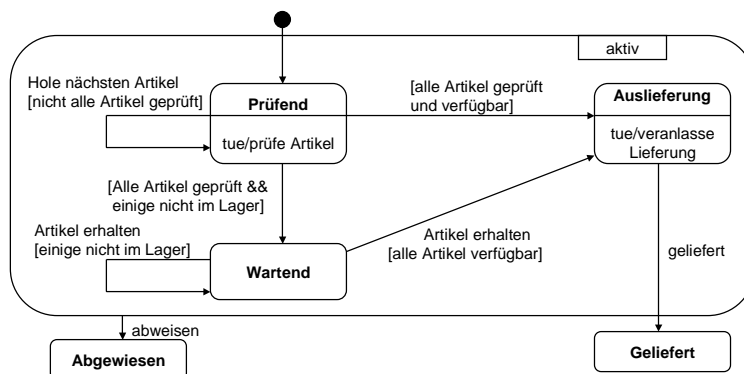 aktiv
Hole nächsten Artikel
[nicht alle Artikel geprüft]
Prüfend
tue/prüfe Artikel
[alle Artikel geprüft
und verfügbar]
Auslieferung
tue/veranlasse
Lieferung
[Alle Artikel geprüft &&
einige nicht im Lager]
Artikel erhalten
[einige nicht im Lager]
Wartend
Artikel erhalten
[alle Artikel verfügbar]
geliefert
abweisen
Abgewiesen
Geliefert